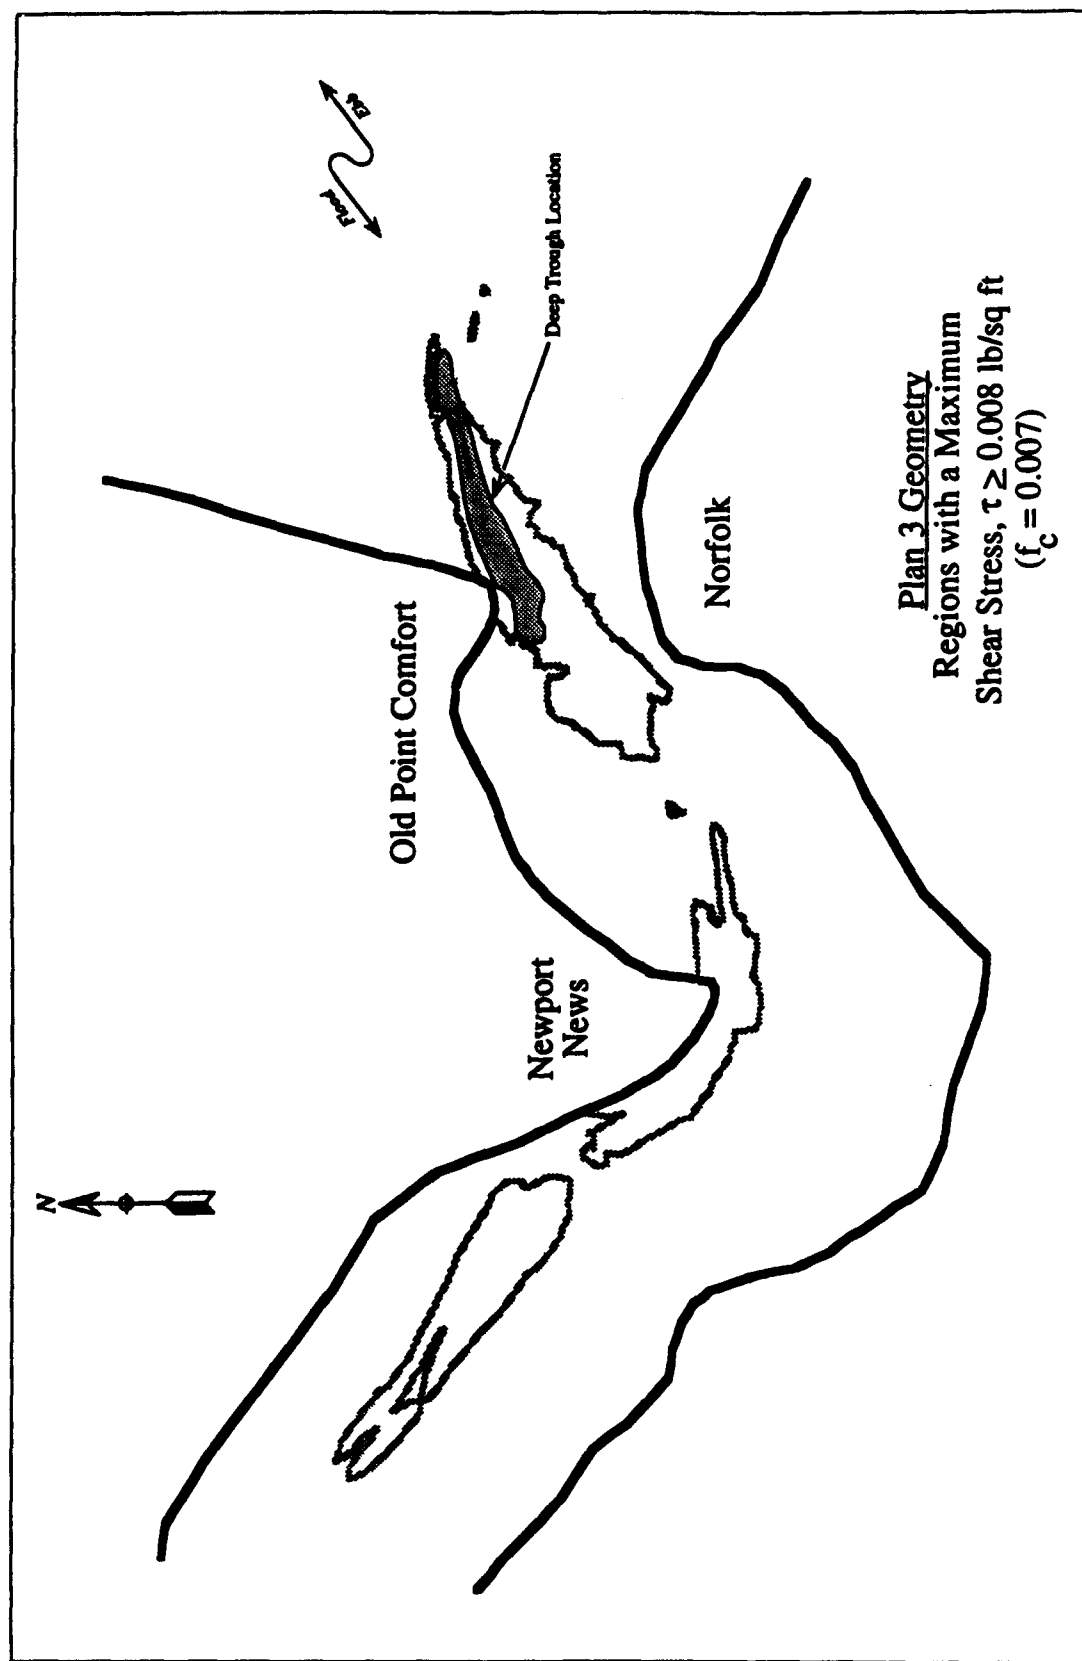 N
Flood
Ebb
Deep Trough Location
Old Point Comfort
Newport
News
Norfolk
Plan 3 Geometry
Regions with a Maximum
Shear Stress, τ ≥ 0.008 lb/sq ft
(f_c = 0.007)